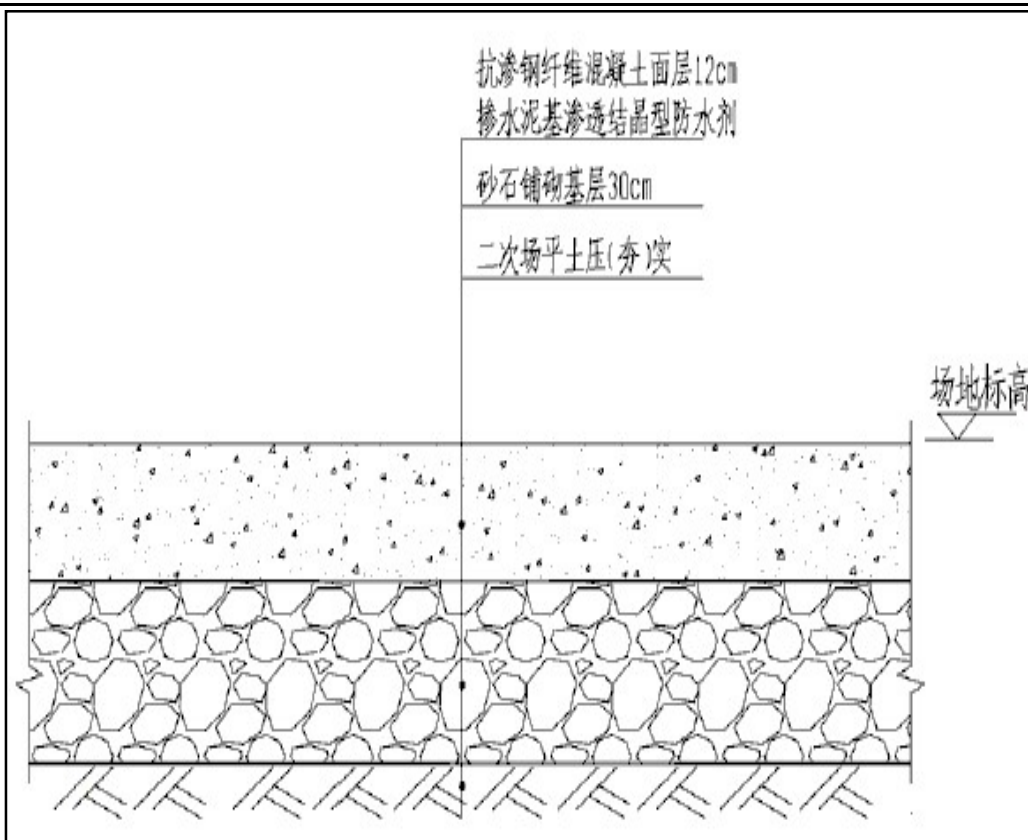 抗渗钢纤维混凝土面层12cm
掺水泥基渗透结晶型防水剂
砂石铺砌基层30cm
二次场平土压(夯)实
场地标高